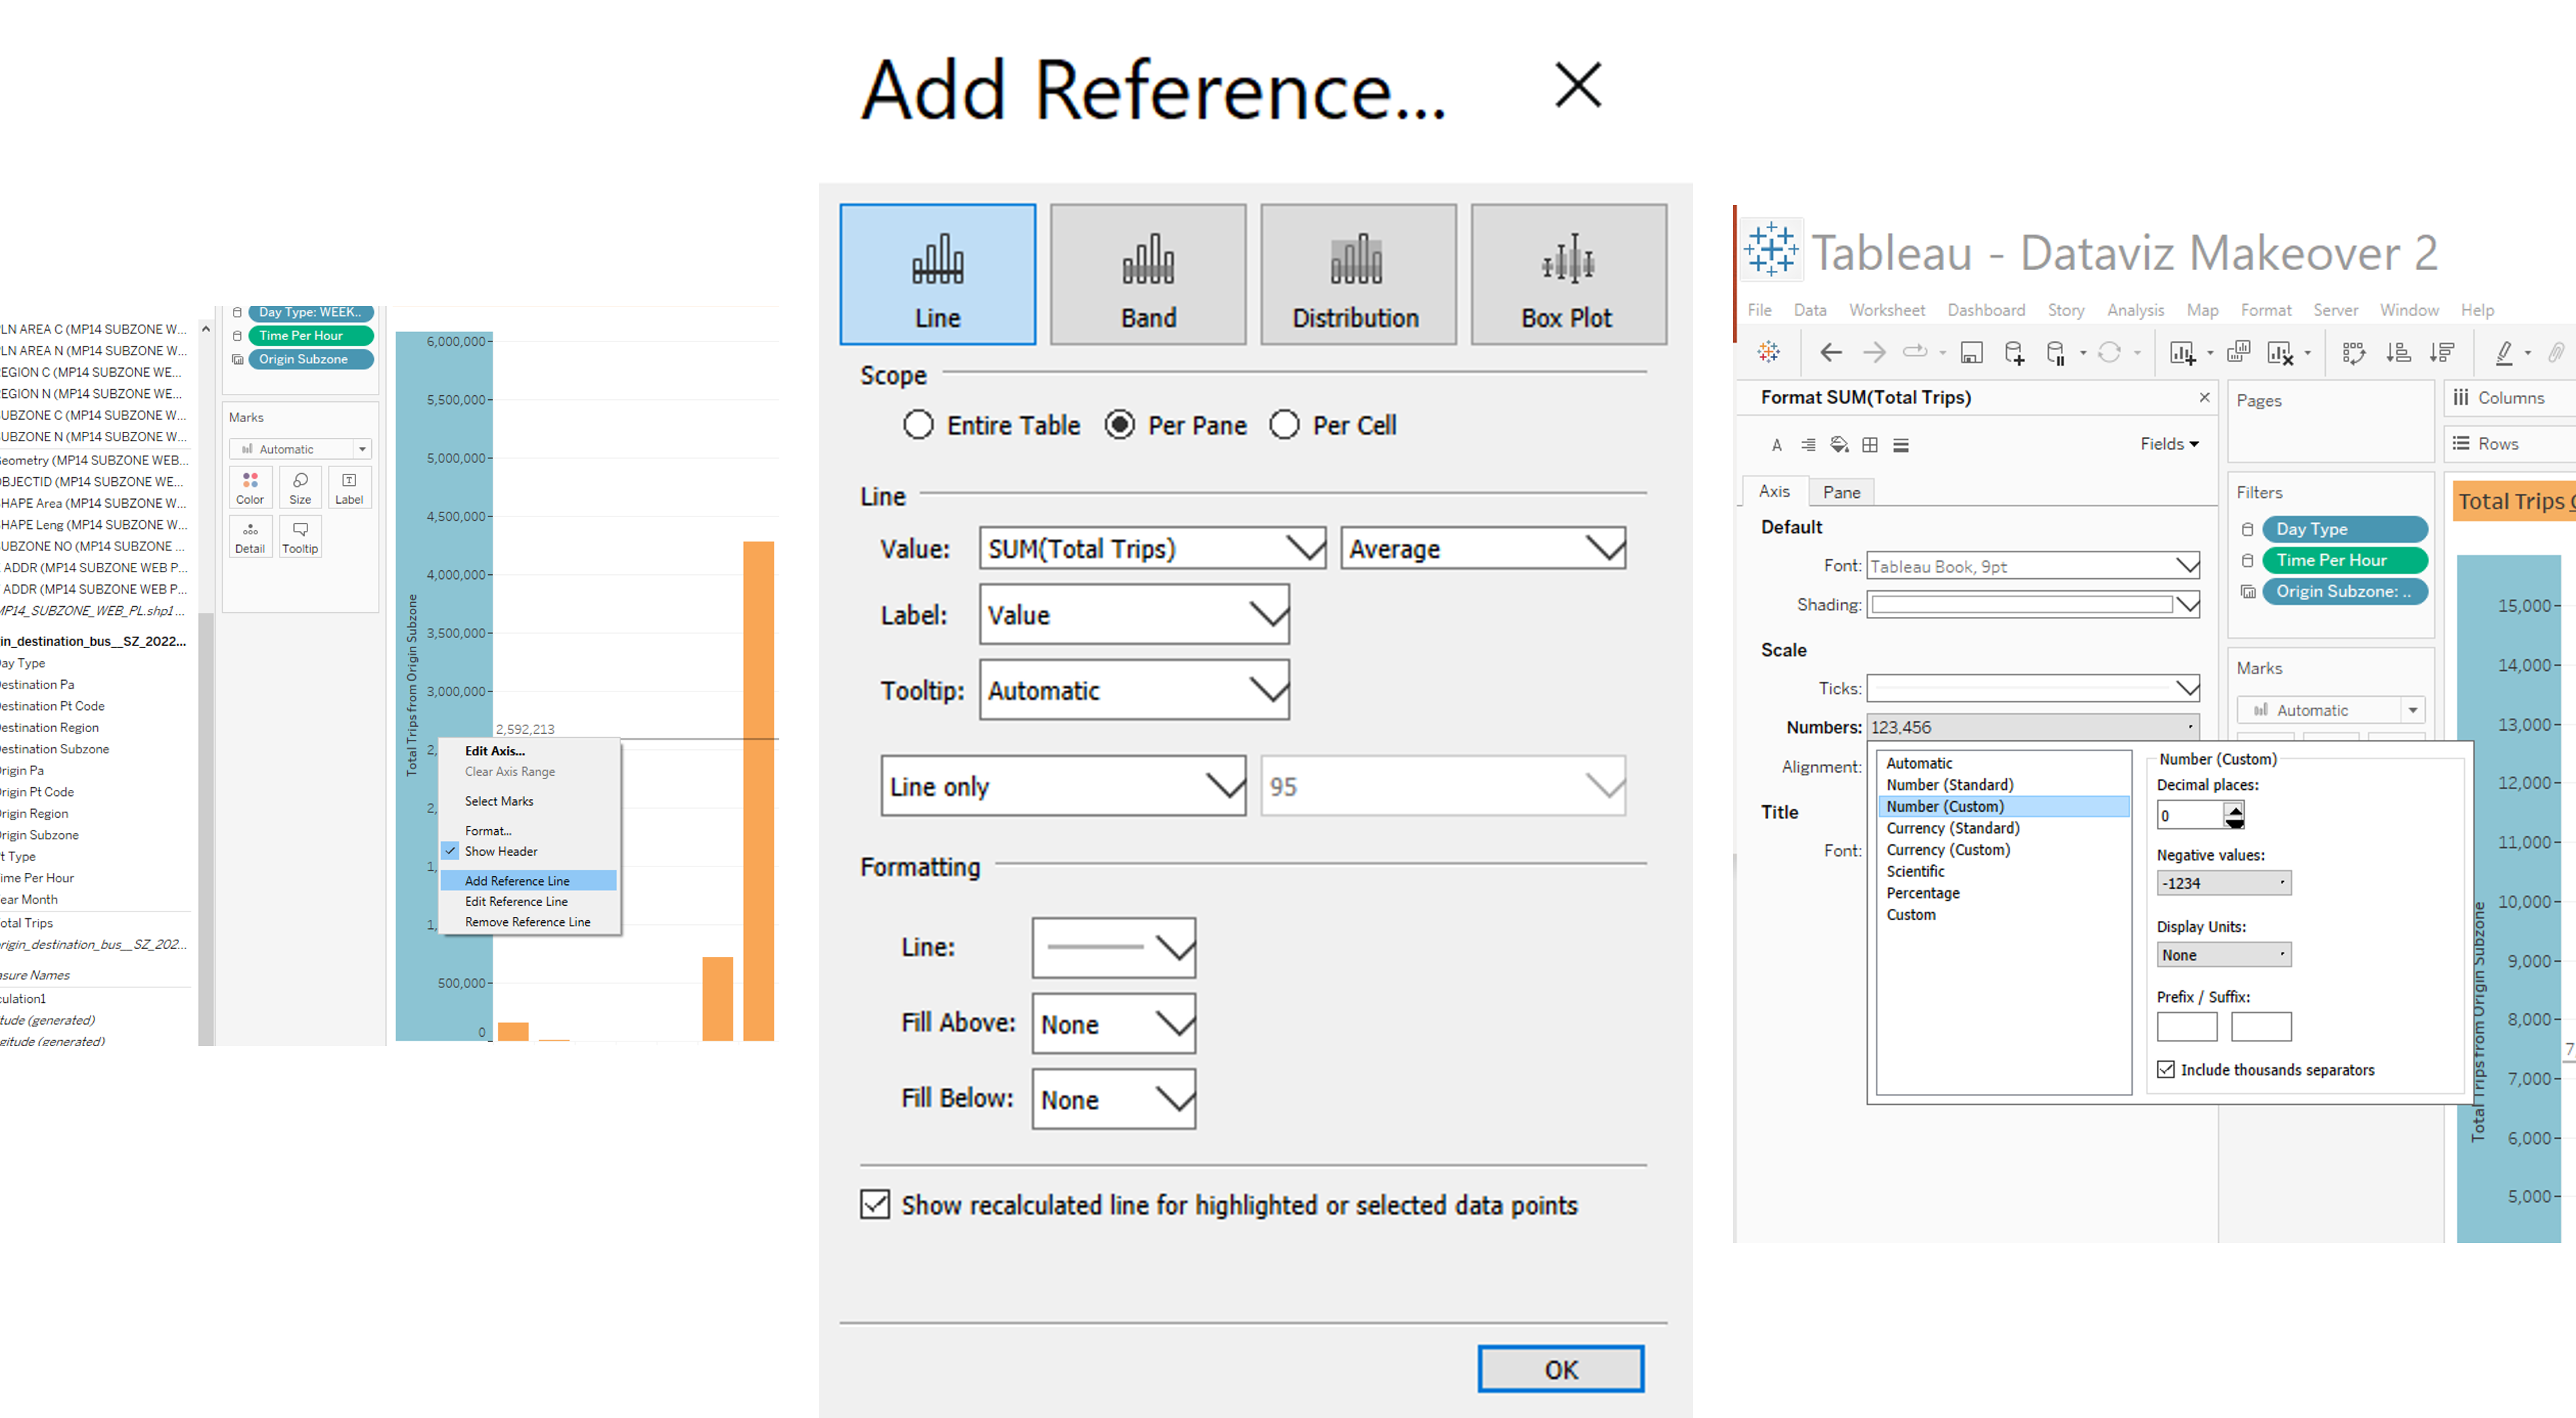 LN AREA C (MP14 SUBZONE W...
LN AREA N (MP14 SUBZONE W...
EGION C (MP14 SUBZONE WE...
EGION N (MP14 SUBZONE WE...
UBZONE C (MP14 SUBZONE W...
UBZONE N (MP14 SUBZONE W...
Geometry (MP14 SUBZONE WEB...
OBJECTID (MP14 SUBZONE WE...
HAPE Area (MP14 SUBZONE W...
HAPE Leng (MP14 SUBZONE W...
UBZONE NO (MP14 SUBZONE ...
ADDR (MP14 SUBZONE WEB P...
ADDR (MP14 SUBZONE WEB P...
MP14_SUBZONE_WEB_PL.shp1...
in_destination_bus__SZ_2022...
ay Type
estination Pa
estination Pt Code
estination Region
estination Subzone
rigin Pa
rigin Pt Code
rigin Region
rigin Subzone
t Type
ime Per Hour
ear Month
otal Trips
rigin_destination_bus__SZ_202...
asure Names
culation1
tude (generated)
gitude (generated)
Day Type: WEEK..
Time Per Hour
Origin Subzone
Marks
Automatic
Color
Size
Label
Detail
Tooltip
Total Trips from Origin Subzone
6,000,000
5,500,000
5,000,000
4,500,000
4,000,000
3,500,000
3,000,000
2,
2,
1,
1,
500,000
0
2,592,213
Edit Axis...
Clear Axis Range
Select Marks
Format...
Show Header
Add Reference Line
Edit Reference Line
Remove Reference Line
Add Reference...
Line
Band
Distribution
Box Plot
Scope
Entire Table
Per Pane
Per Cell
Line
Value: SUM(Total Trips) Average
Label: Value
Tooltip: Automatic
Line only 95
Formatting
Line:
Fill Above: None
Fill Below: None
Show recalculated line for highlighted or selected data points
OK
Tableau - Dataviz Makeover 2
File Data Worksheet Dashboard Story Analysis Map Format Server Window Help
Format SUM(Total Trips)
Fields
Axis
Pane
Default
Font: Tableau Book, 9pt
Shading:
Scale
Ticks:
Numbers: 123,456
Alignment:
Title
Font:
Automatic
Number (Standard)
Number (Custom)
Currency (Standard)
Currency (Custom)
Scientific
Percentage
Custom
Number (Custom)
Decimal places:
0
Negative values:
-1234
Display Units:
None
Prefix / Suffix:
Include thousands separators
Pages
Filters
Day Type
Time Per Hour
Origin Subzone: ..
Marks
Automatic
Columns
Rows
Total Trips
Total Trips from Origin Subzone
15,000
14,000
13,000
12,000
11,000
10,000
9,000
8,000
7,000
6,000
5,000
7